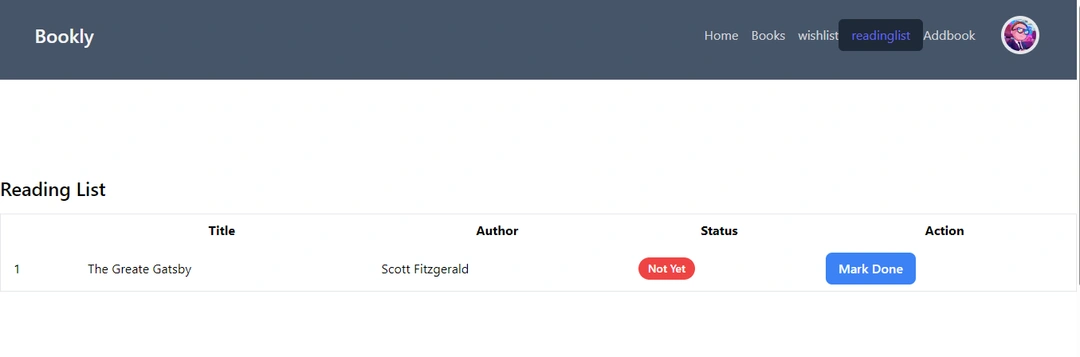 Bookly
Home Books wishlist readinglist Addbook
Reading List
Title Author Status Action
1 The Greate Gatsby Scott Fitzgerald Not Yet Mark Done